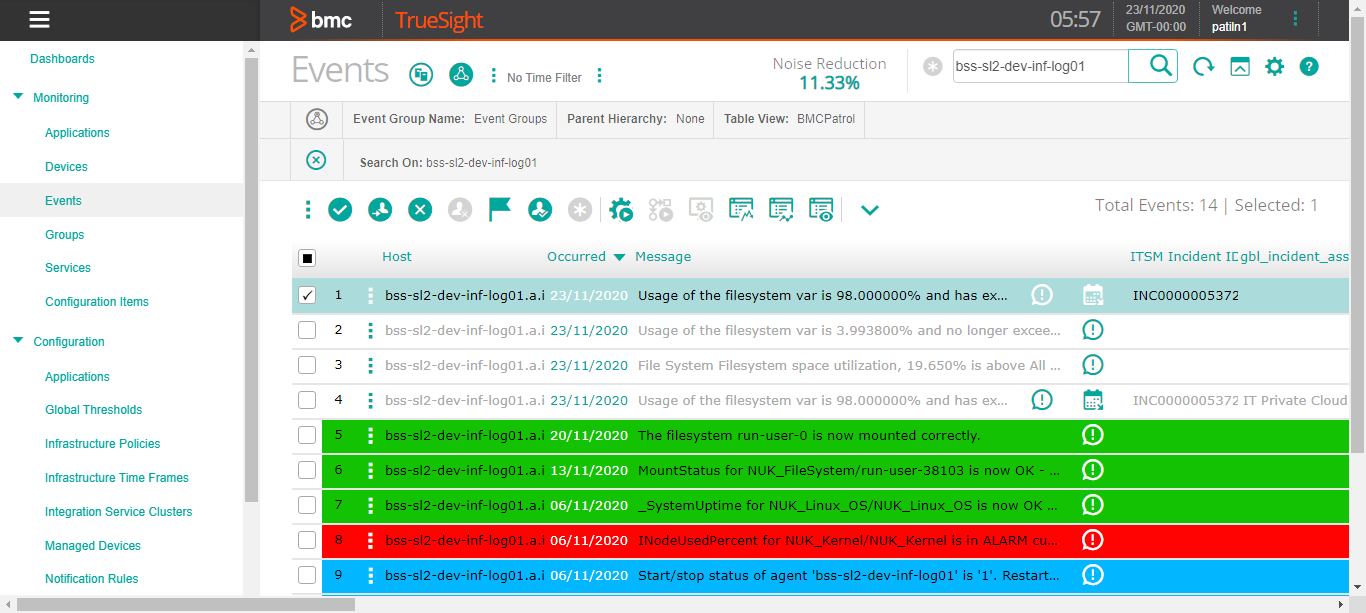 bmc TrueSight 05:57 23/11/2020 Welcome
GMT-00:00 patiln1
Dashboards
Monitoring
Applications
Devices
Events
Groups
Services
Configuration Items
Configuration
Applications
Global Thresholds
Infrastructure Policies
Infrastructure Time Frames
Integration Service Clusters
Managed Devices
Notification Rules
Events No Time Filter Noise Reduction bss-sl2-dev-inf-log01
11.33%
Event Group Name: Event Groups Parent Hierarchy: None Table View: BMCPatrol
Search On: bss-sl2-dev-inf-log01
Total Events: 14 | Selected: 1
Host Occurred Message ITSM Incident ID gbl_incident_ass
1 bss-sl2-dev-inf-log01.a.i 23/11/2020 Usage of the filesystem var is 98.000000% and has ex... INC0000005372
2 bss-sl2-dev-inf-log01.a.i 23/11/2020 Usage of the filesystem var is 3.993800% and no longer excee...
3 bss-sl2-dev-inf-log01.a.i 23/11/2020 File System Filesystem space utilization, 19.650% is above All ...
4 bss-sl2-dev-inf-log01.a.i 23/11/2020 Usage of the filesystem var is 98.000000% and has ex... INC0000005372 IT Private Cloud
5 bss-sl2-dev-inf-log01.a.i 20/11/2020 The filesystem run-user-0 is now mounted correctly.
6 bss-sl2-dev-inf-log01.a.i 13/11/2020 MountStatus for NUK_FileSystem/run-user-38103 is now OK - ...
7 bss-sl2-dev-inf-log01.a.i 06/11/2020 _SystemUptime for NUK_Linux_OS/NUK_Linux_OS is now OK ...
8 bss-sl2-dev-inf-log01.a.i 06/11/2020 INodeUsedPercent for NUK_Kernel/NUK_Kernel is in ALARM cu...
9 bss-sl2-dev-inf-log01.a.i 06/11/2020 Start/stop status of agent 'bss-sl2-dev-inf-log01' is '1'. Restart...